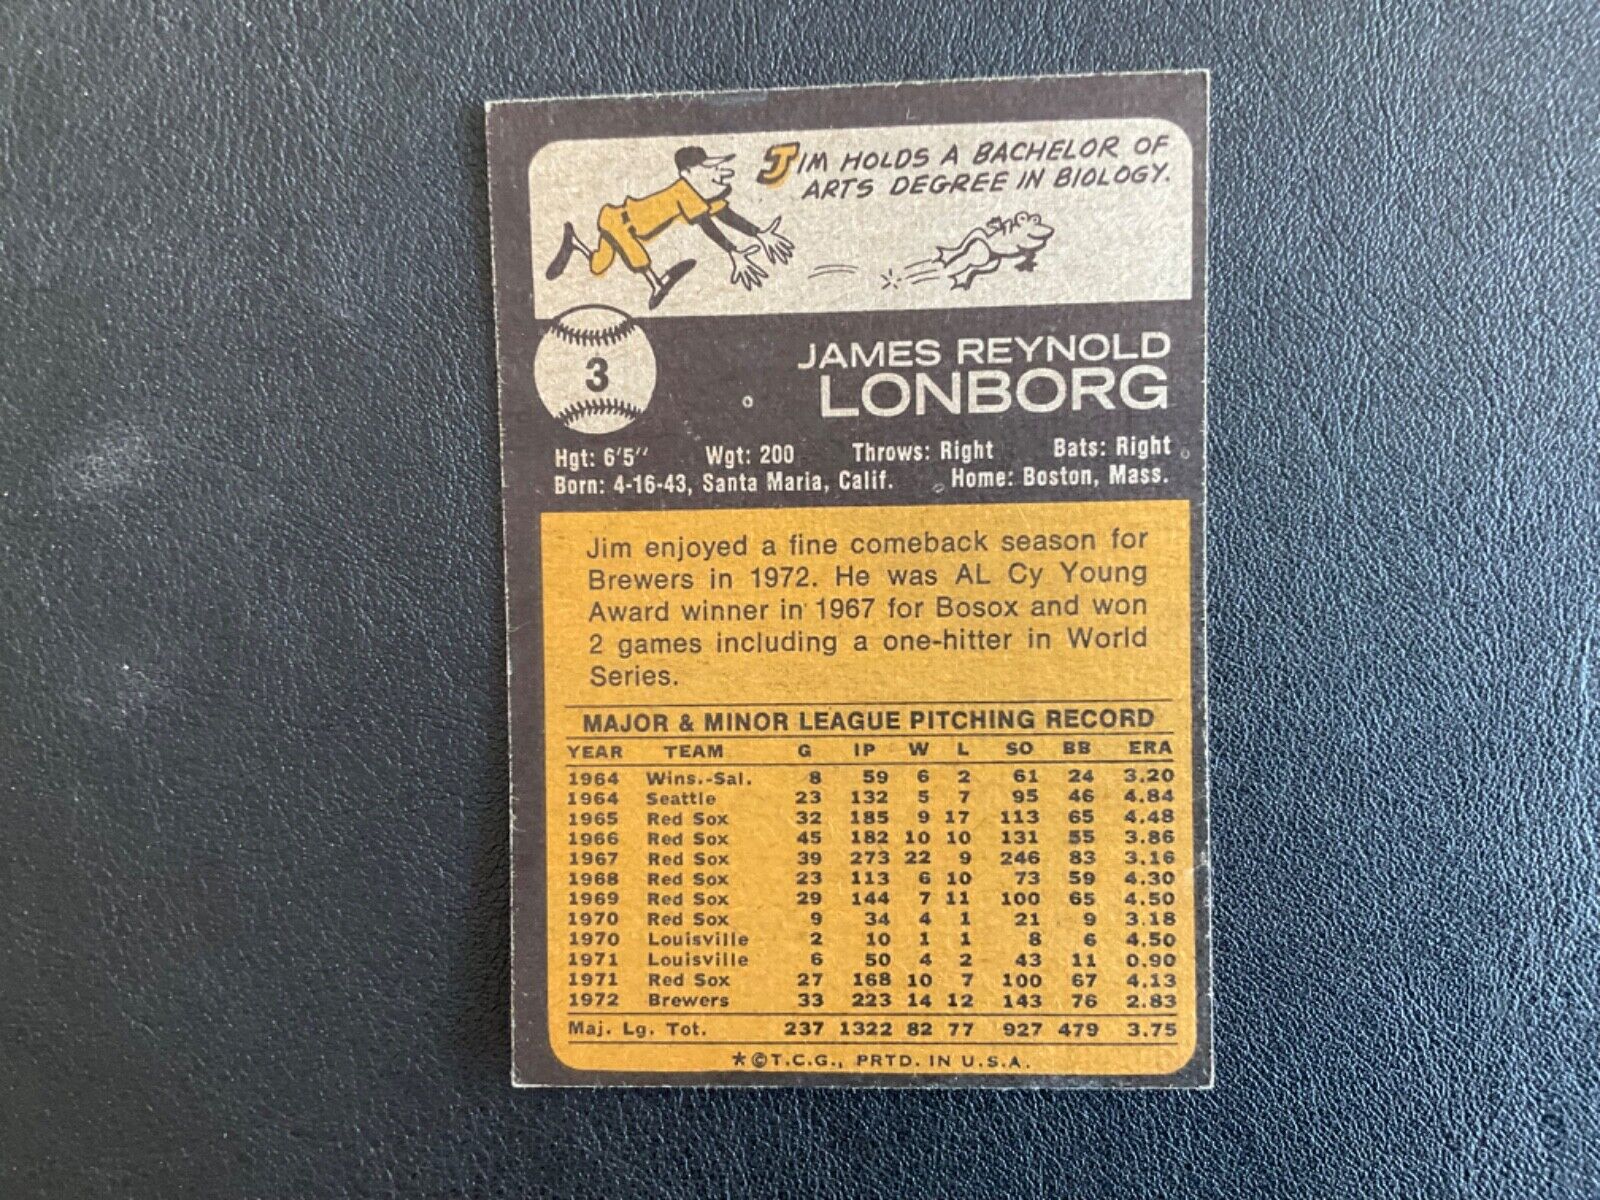 JIM HOLDS A BACHELOR OF
ARTS DEGREE IN BIOLOGY.
3
JAMES REYNOLD
LONBORG
Hgt: 6'5" Wgt: 200 Throws: Right Bats: Right
Born: 4-16-43, Santa Maria, Calif. Home: Boston, Mass.
Jim enjoyed a fine comeback season for
Brewers in 1972. He was AL Cy Young
Award winner in 1967 for Bosox and won
2 games including a one-hitter in World
Series.
MAJOR & MINOR LEAGUE PITCHING RECORD
YEAR TEAM G IP W L SO BB ERA
1964 Wins.-Sal. 8 59 6 2 61 24 3.20
1964 Seattle 23 132 5 7 95 46 4.84
1965 Red Sox 32 185 9 17 113 65 4.48
1966 Red Sox 45 182 10 10 131 55 3.86
1967 Red Sox 39 273 22 9 246 83 3.16
1968 Red Sox 23 113 6 10 73 59 4.30
1969 Red Sox 29 144 7 11 100 65 4.50
1970 Red Sox 9 34 4 1 21 9 3.18
1970 Louisville 2 10 1 1 8 6 4.50
1971 Louisville 6 50 4 2 43 11 0.90
1971 Red Sox 27 168 10 7 100 67 4.13
1972 Brewers 33 223 14 12 143 76 2.83
Maj. Lg. Tot. 237 1322 82 77 927 479 3.75
*©T.C.G., PRTD. IN U.S.A.